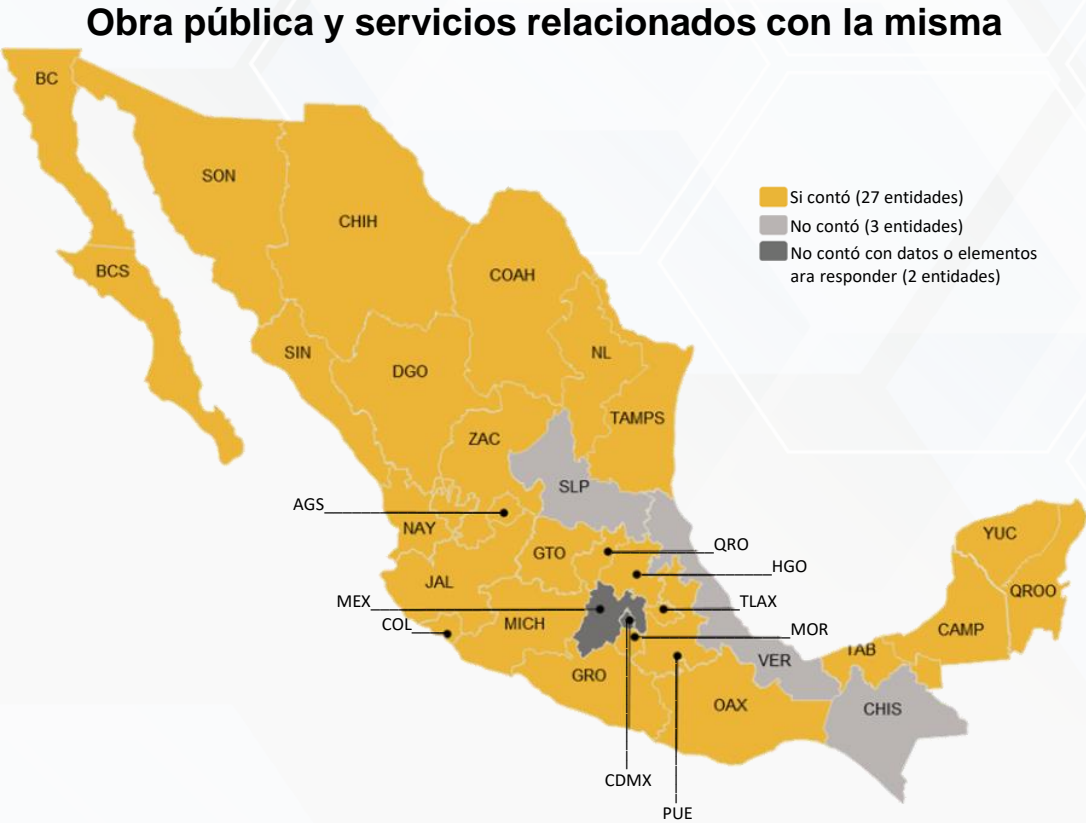 Obra pública y servicios relacionados con la misma
BC
SON
CHIH
Si contó (27 entidades)
No contó (3 entidades)
No contó con datos o elementos
ara responder (2 entidades)
BCS
COAH
SIN
NL
DGO
TAMPS
ZAC
SLP
AGS
NAY
YUC
QRO
GTO
HGO
JAL
QROO
MEX
TLAX
COL
MICH
MOR
CAMP
TAB
VER
GRO
OAX
CHIS
CDMX
PUE